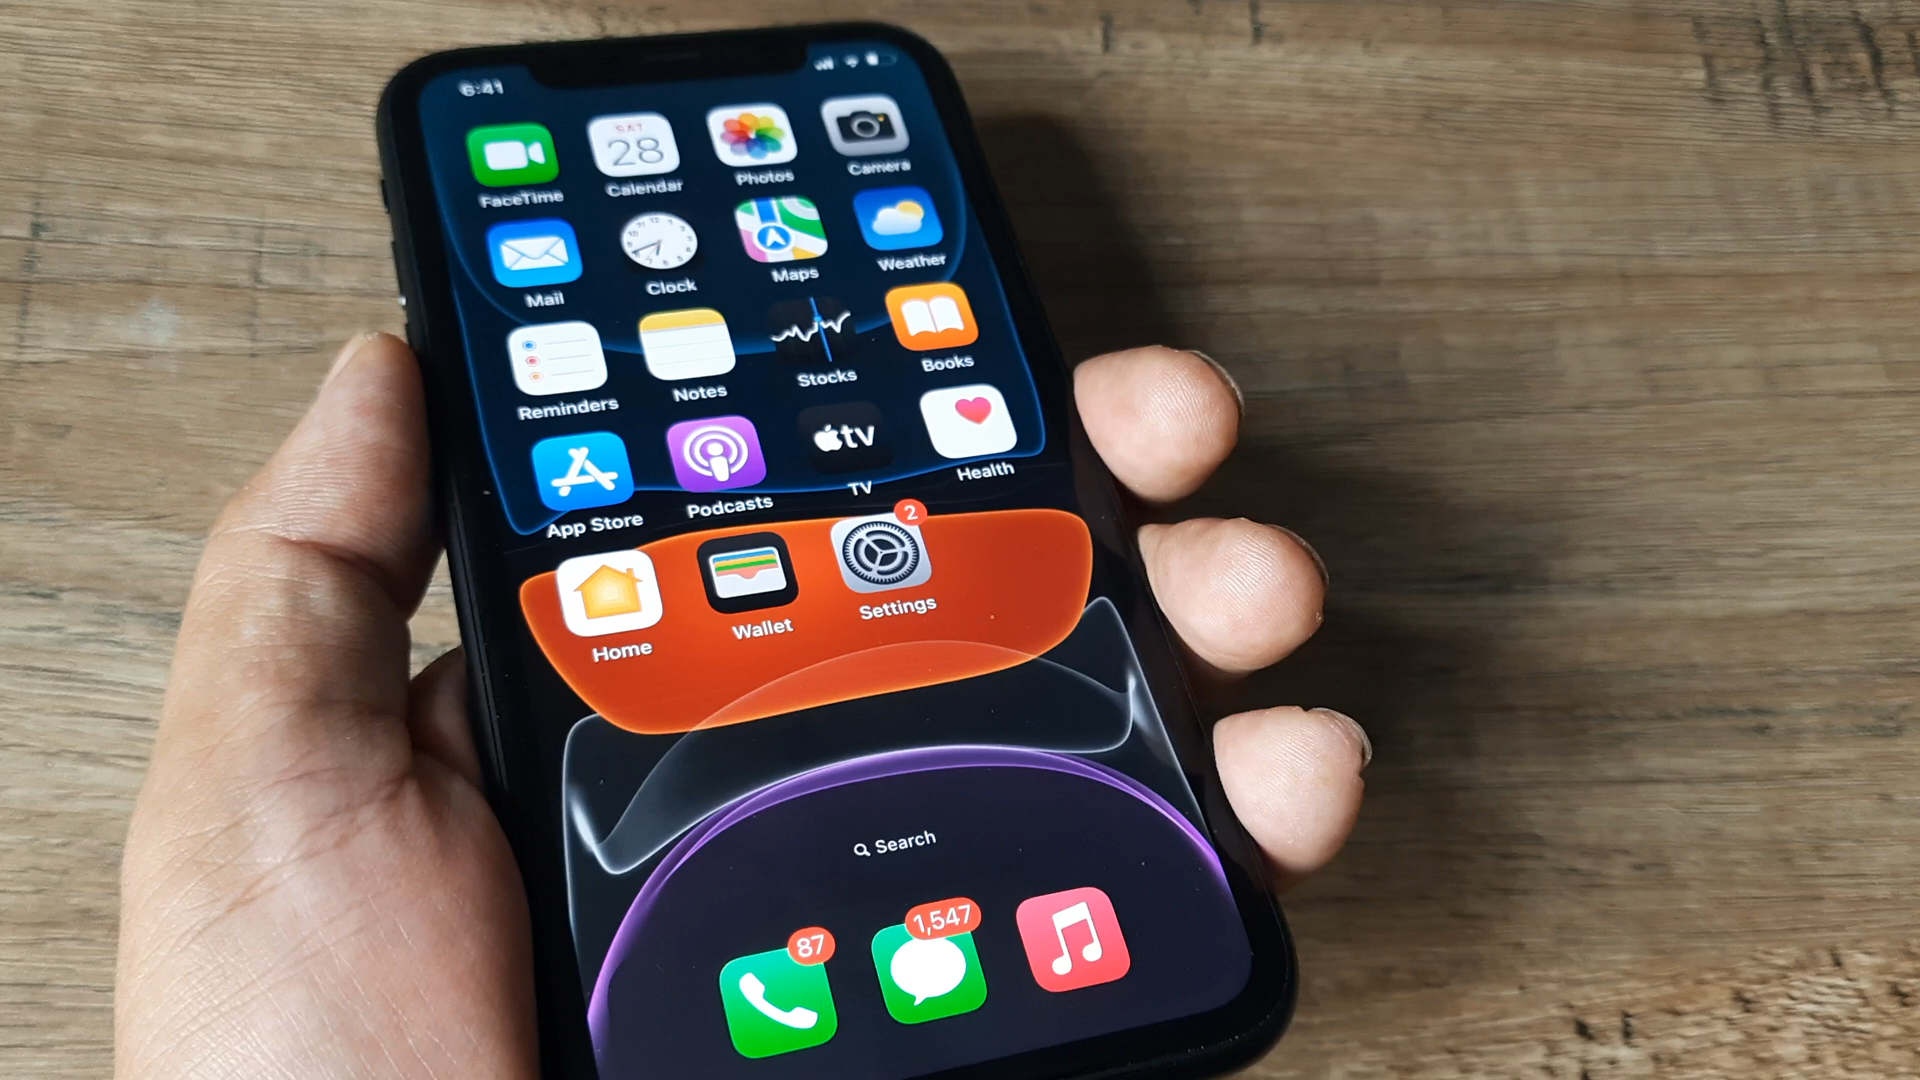 6:41
SAT
28
FaceTime Calendar Photos Camera
Mail Clock Maps Weather
Reminders Notes Stocks Books
tv
App Store Podcasts TV Health
2
Home Wallet Settings
Search
87 1,547